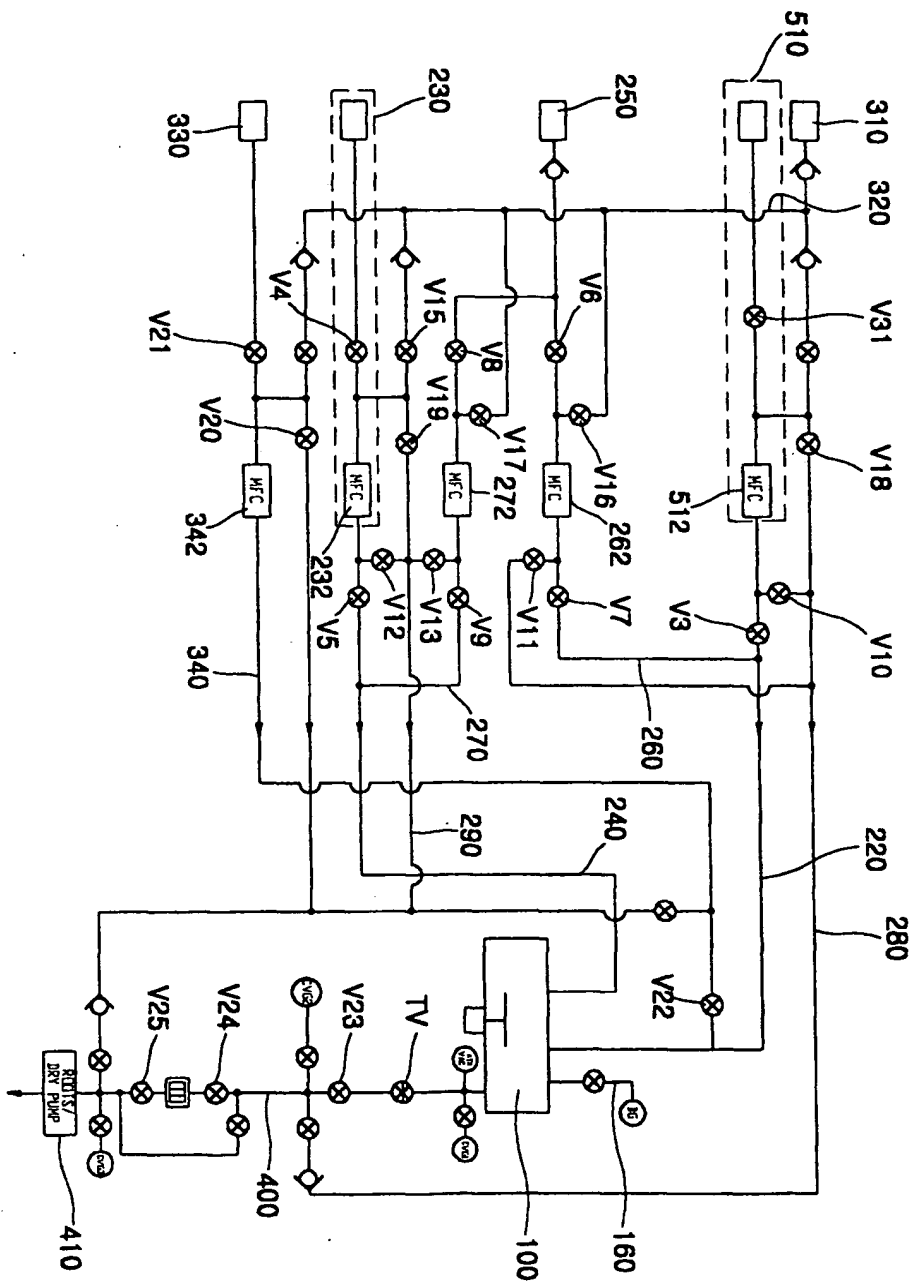 510
310
320
V31
V18
MFC
512
V10
V3
250
V6
V16
262
MFC
V7
V11
260
V8
V17
272
MFC
V9
V13
270
230
V15
V19
V4
MFC
232
V12
V5
330
V21
V20
MFC
342
340
290
240
220
280
V22
V23
TV
V24
V25
ROOTS/
DRY PUMP
410
400
100
160